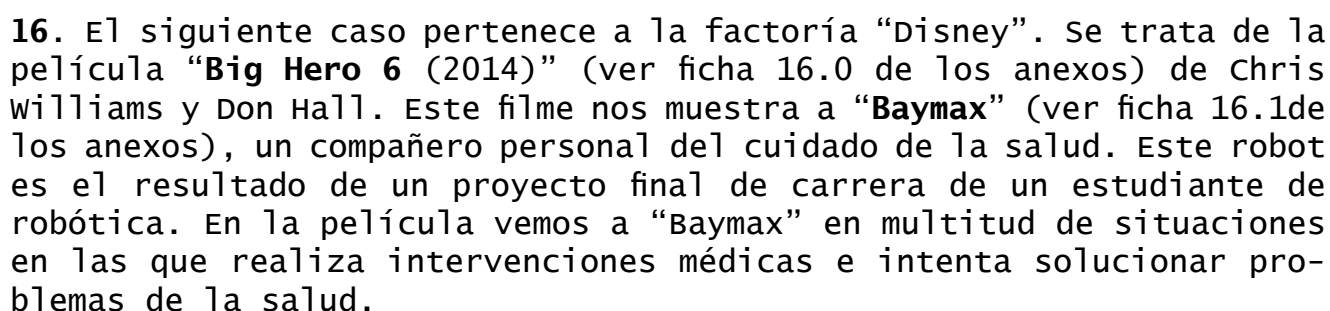 16. El siguiente caso pertenece a la factoría “Disney”. Se trata de la
película “Big Hero 6 (2014)” (ver ficha 16.0 de los anexos) de Chris
Williams y Don Hall. Este filme nos muestra a “Baymax” (ver ficha 16.1de
los anexos), un compañero personal del cuidado de la salud. Este robot
es el resultado de un proyecto final de carrera de un estudiante de
robótica. En la película vemos a “Baymax” en multitud de situaciones
en las que realiza intervenciones médicas e intenta solucionar pro-
blemas de la salud.